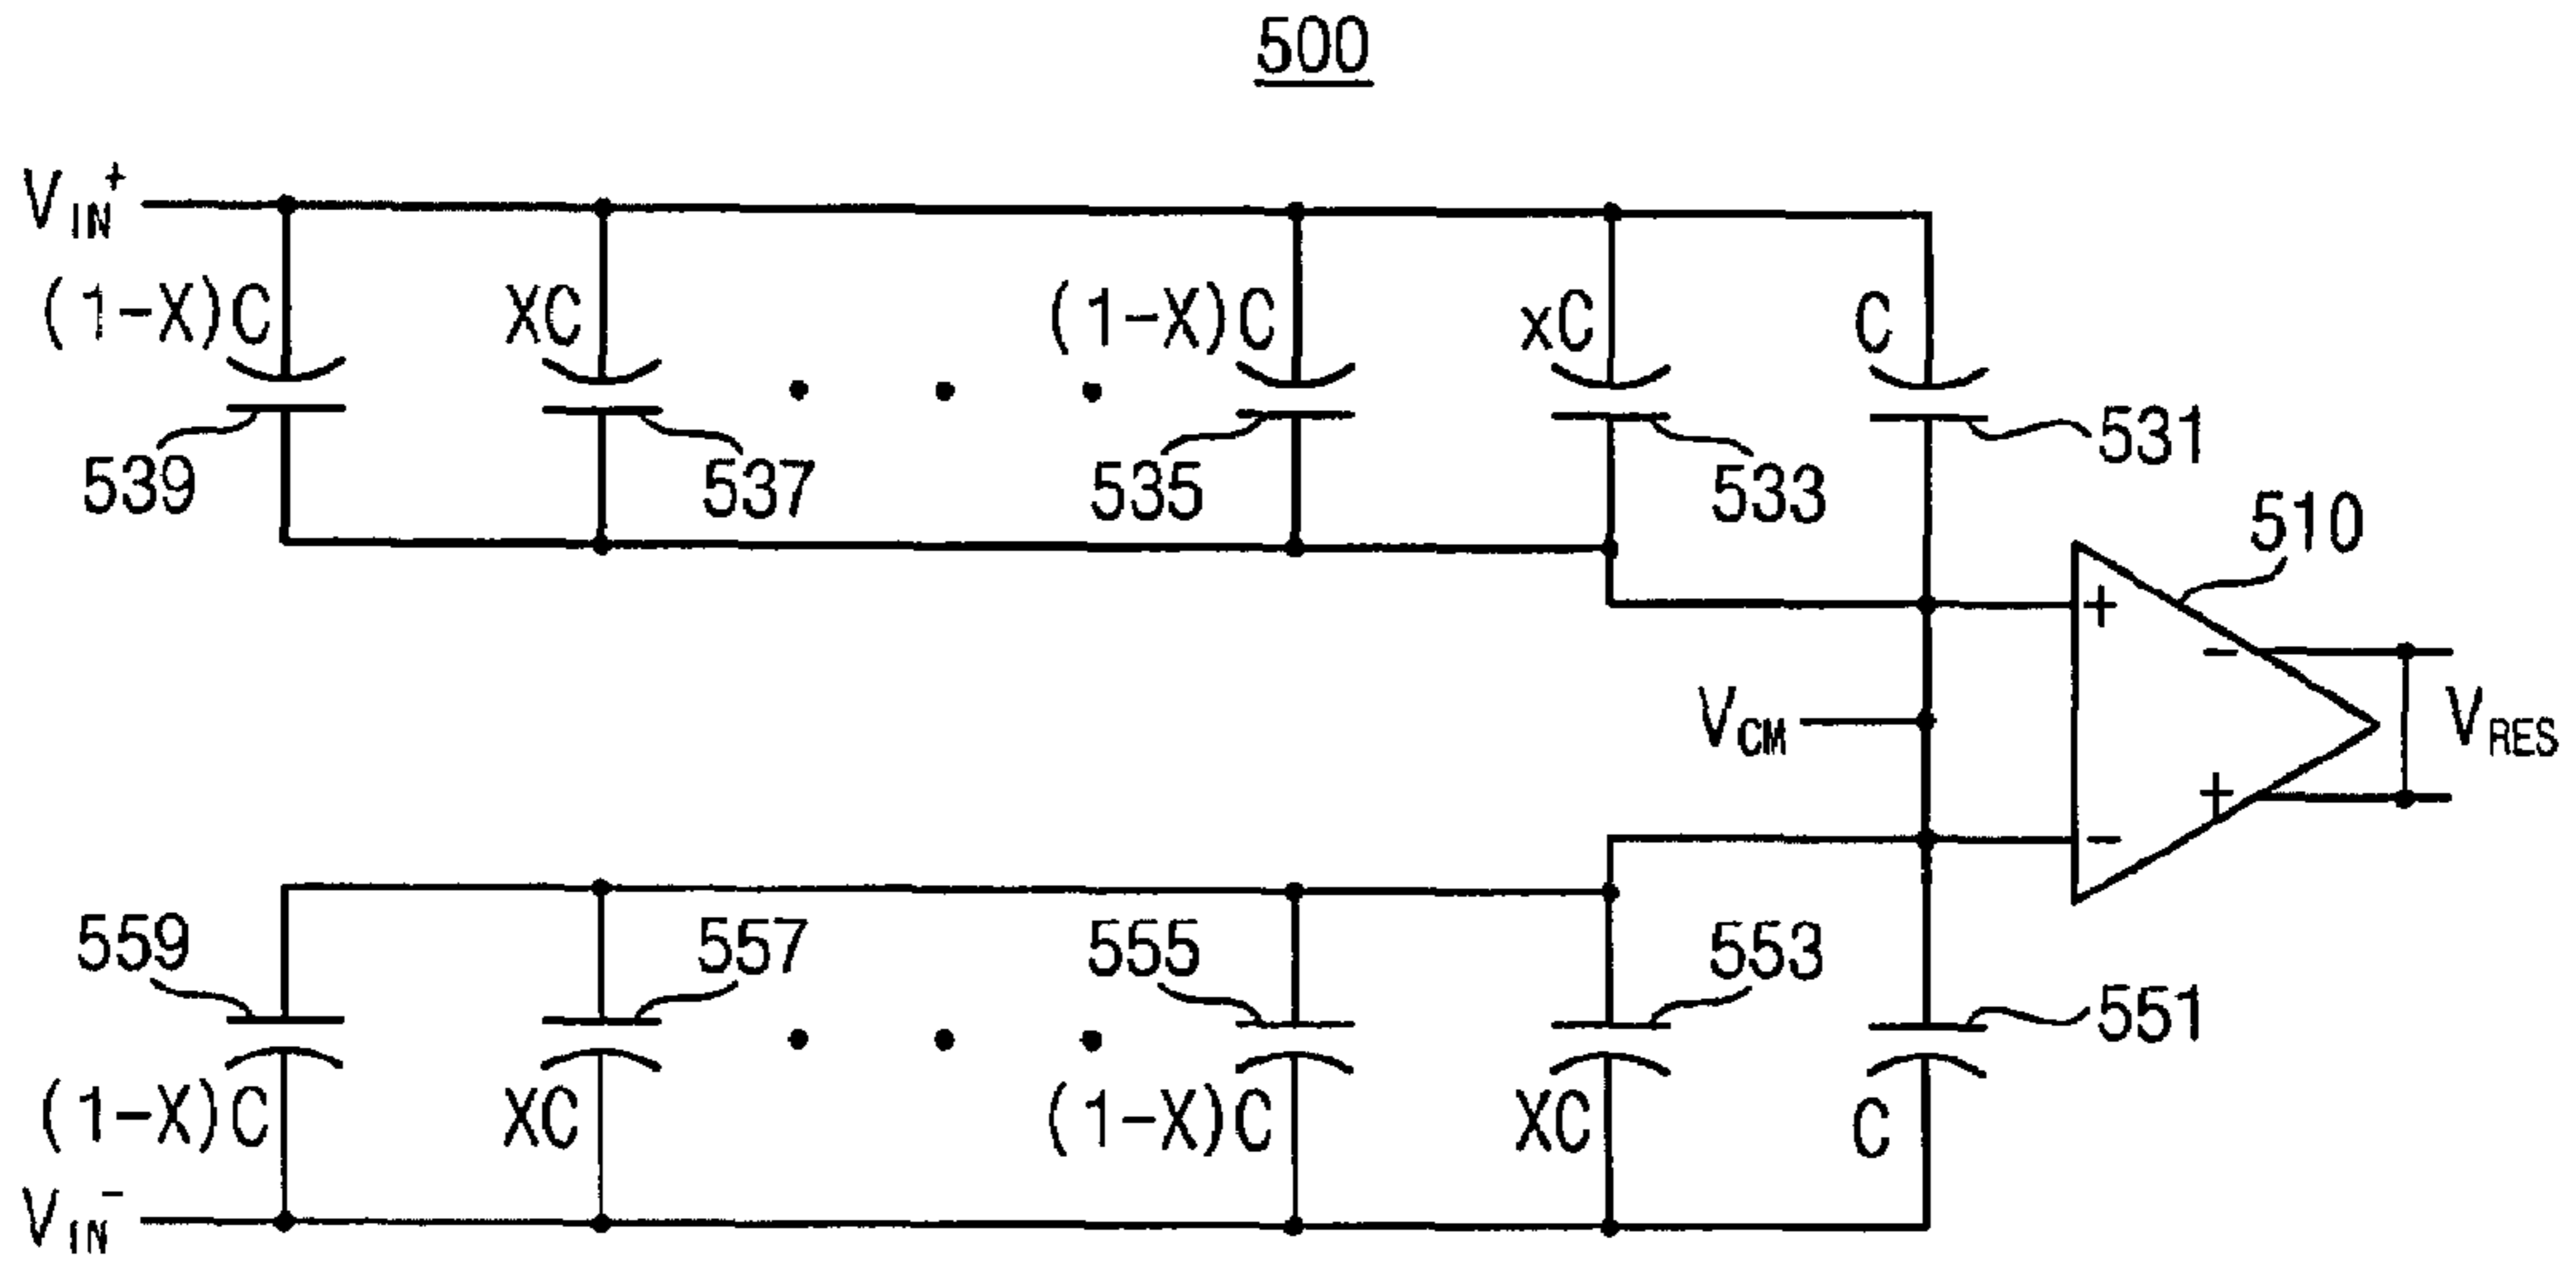 500
V_IN^+
(1-X)C
XC
(1-X)C
xC
C
539
537
535
533
531
510
+
-
V_CM
V_RES
+
-
559
557
555
553
551
(1-X)C
XC
(1-X)C
XC
C
V_IN^-